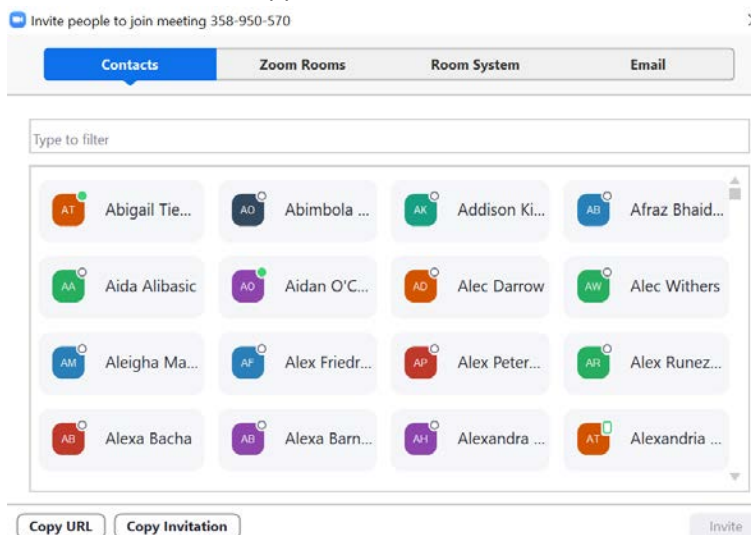 Invite people to join meeting 358-950-570
Contacts Zoom Rooms Room System Email
Type to filter
AT Abigail Tie... AO Abimbola ... AK Addison Ki... AB Afraz Bhaid...
AA Aida Alibasic AO Aidan O'C... AD Alec Darrow AW Alec Withers
AM Aleigha Ma... AF Alex Friedr... AP Alex Peter... AR Alex Runez...
AB Alexa Bacha AB Alexa Barn... AH Alexandra ... AT Alexandria ...
Copy URL Copy Invitation Invite